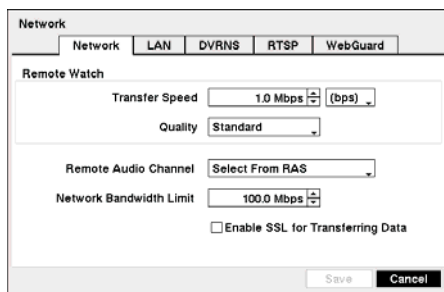 Network
Network LAN DVRNS RTSP WebGuard
Remote Watch
Transfer Speed 1.0 Mbps (bps)
Quality Standard
Remote Audio Channel Select From RAS
Network Bandwidth Limit 100.0 Mbps
Enable SSL for Transferring Data
Save Cancel